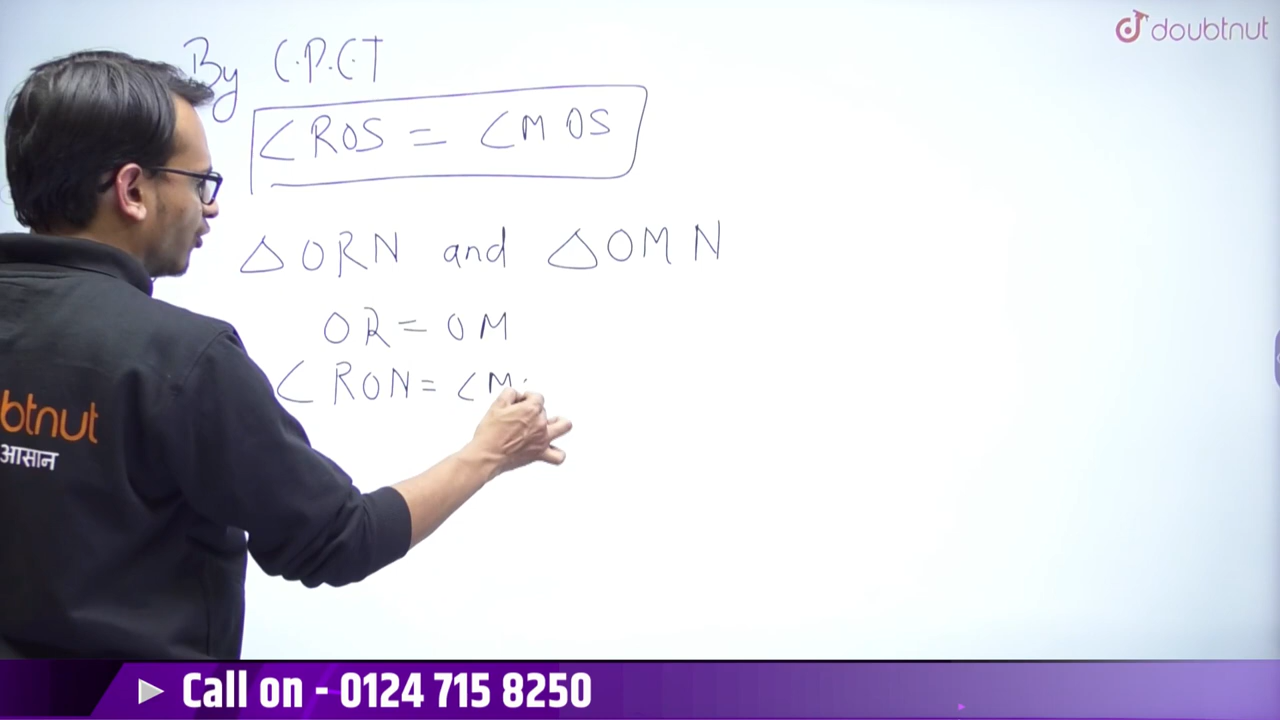 doubtnut
By C.P.C.T
∠ROS = ∠MOS
△ORN and △OMN
OR = OM
∠RON = ∠M
btnut
आसान
Call on - 0124 715 8250